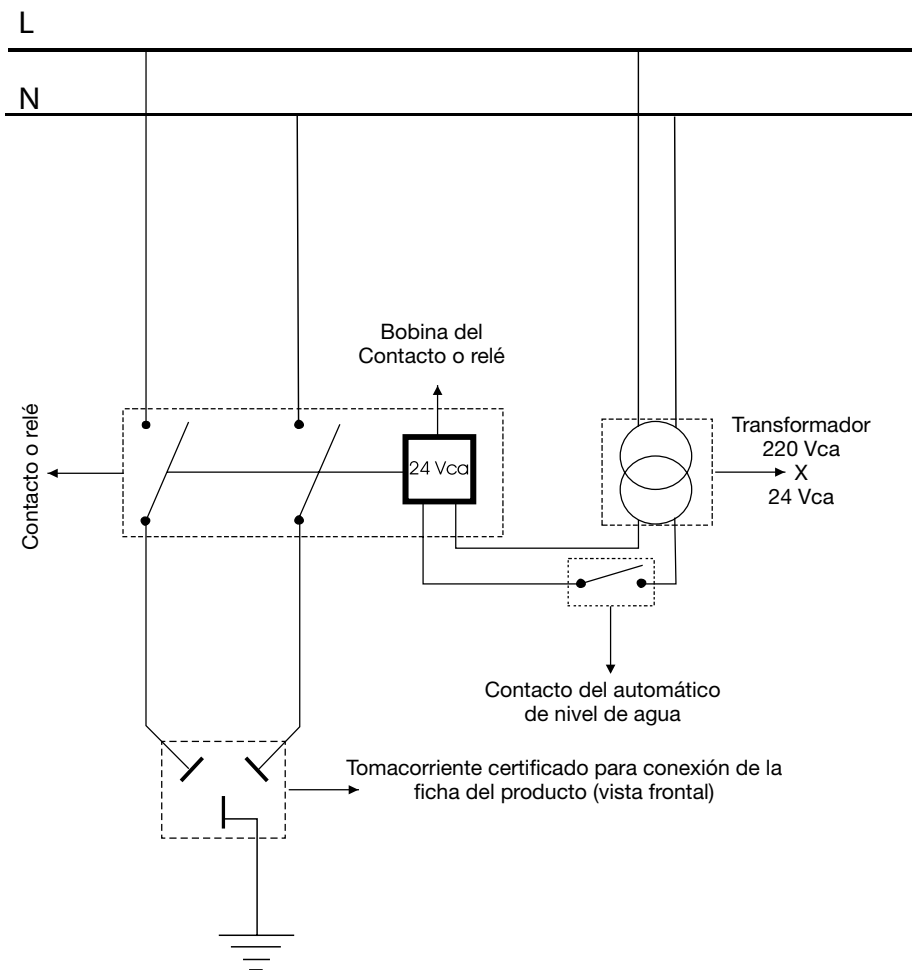 L
N
Bobina del
Contacto o relé
Contacto o relé
24 Vca
Transformador
220 Vca
X
24 Vca
Contacto del automático
de nivel de agua
Tomacorriente certificado para conexión de la
ficha del producto (vista frontal)